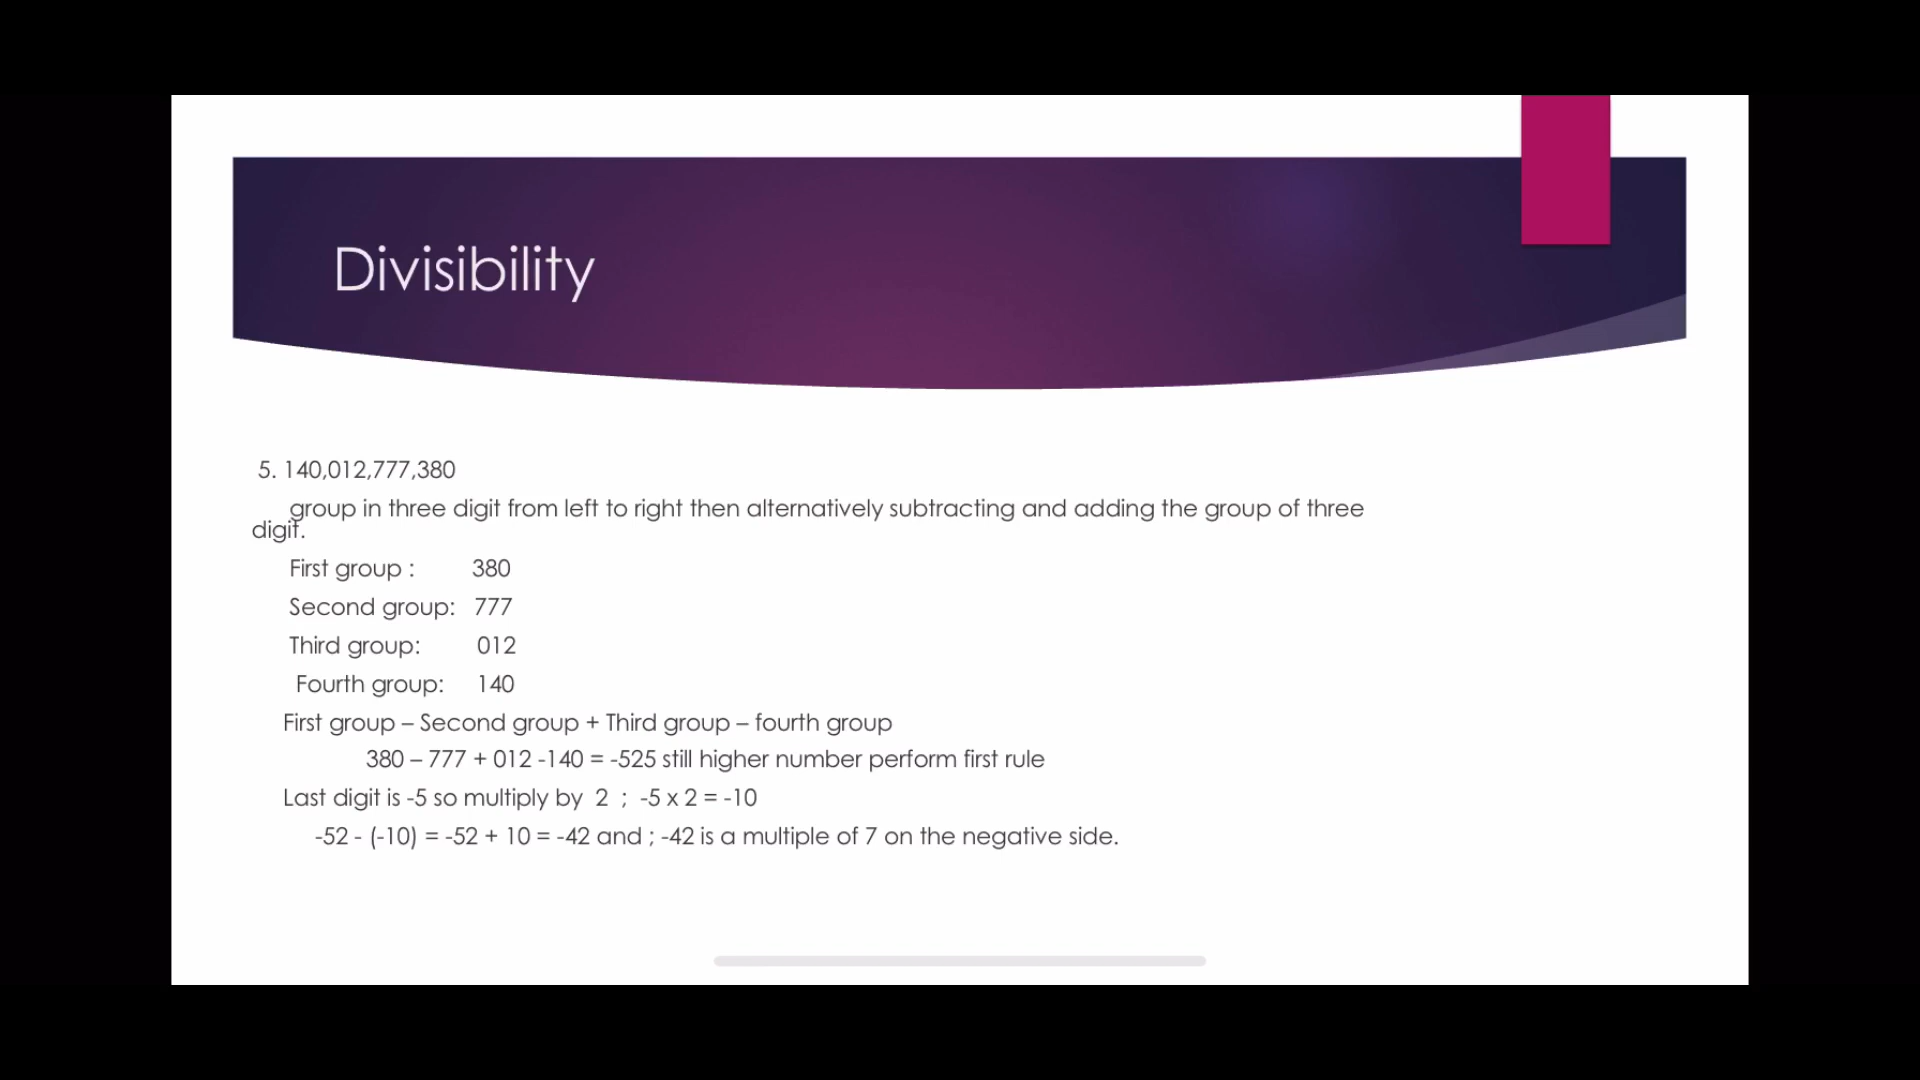 Divisibility
5. 140,012,777,380
group in three digit from left to right then alternatively subtracting and adding the group of three
digit.
First group : 380
Second group: 777
Third group: 012
Fourth group: 140
First group – Second group + Third group – fourth group
380 – 777 + 012 -140 = -525 still higher number perform first rule
Last digit is -5 so multiply by 2 ; -5 x 2 = -10
-52 - (-10) = -52 + 10 = -42 and ; -42 is a multiple of 7 on the negative side.